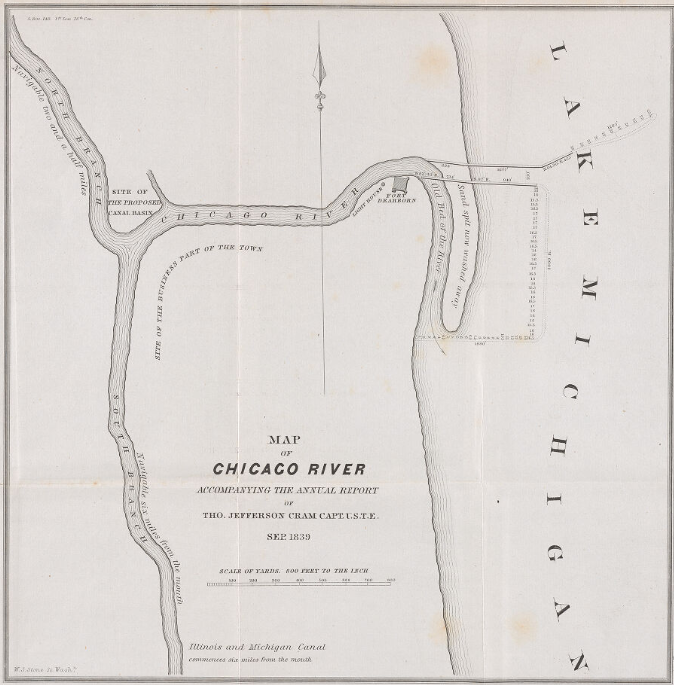 NORTH BRANCH
Navigable two and a half miles
SITE OF
THE PROPOSED
CANAL BASIN
CHICAGO RIVER
LIGHT HOUSE
FORT
DEARBORN
Old Bed of the River
Sand spit now washed away
LAKE MICHIGAN
SITE OF THE BUSINESS PART OF THE TOWN
SOUTH BRANCH
Navigable six miles from the mouth
MAP
OF
CHICAGO RIVER
ACCOMPANYING THE ANNUAL REPORT
OF
THO. JEFFERSON CRAM CAPT. U.S.T.E.
SEP. 1839
SCALE OF YARDS. 800 FEET TO THE INCH
Illinois and Michigan Canal
commences six miles from the mouth